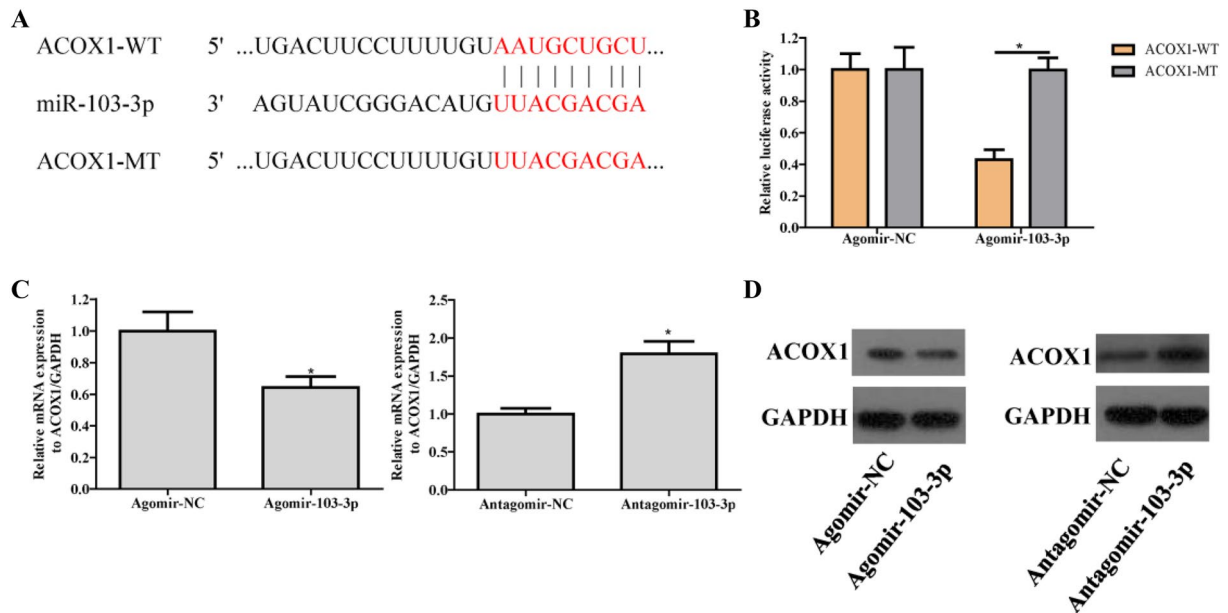 A
ACOX1-WT 5' ...UGACUUCCUUUUGUAAUGCUGCU...
miR-103-3p 3' AGUAUCGGGACAUGUUACGACGA
ACOX1-MT 5' ...UGACUUCCUUUUGUUUACGACGA...
B
Relative luciferase activity
1.2
1.0
0.8
0.6
0.4
0.2
0.0
*
Agomir-NC
Agomir-103-3p
ACOX1-WT
ACOX1-MT
C
Relative mRNA expression
to ACOX1/GAPDH
1.2
1.0
0.8
0.6
0.4
0.2
0.0
*
Agomir-NC
Agomir-103-3p
Relative mRNA expression
to ACOX1/GAPDH
2.5
2.0
1.5
1.0
0.5
0.0
*
Antagomir-NC
Antagomir-103-3p
D
ACOX1
GAPDH
Agomir-NC
Agomir-103-3p
ACOX1
GAPDH
Antagomir-NC
Antagomir-103-3p